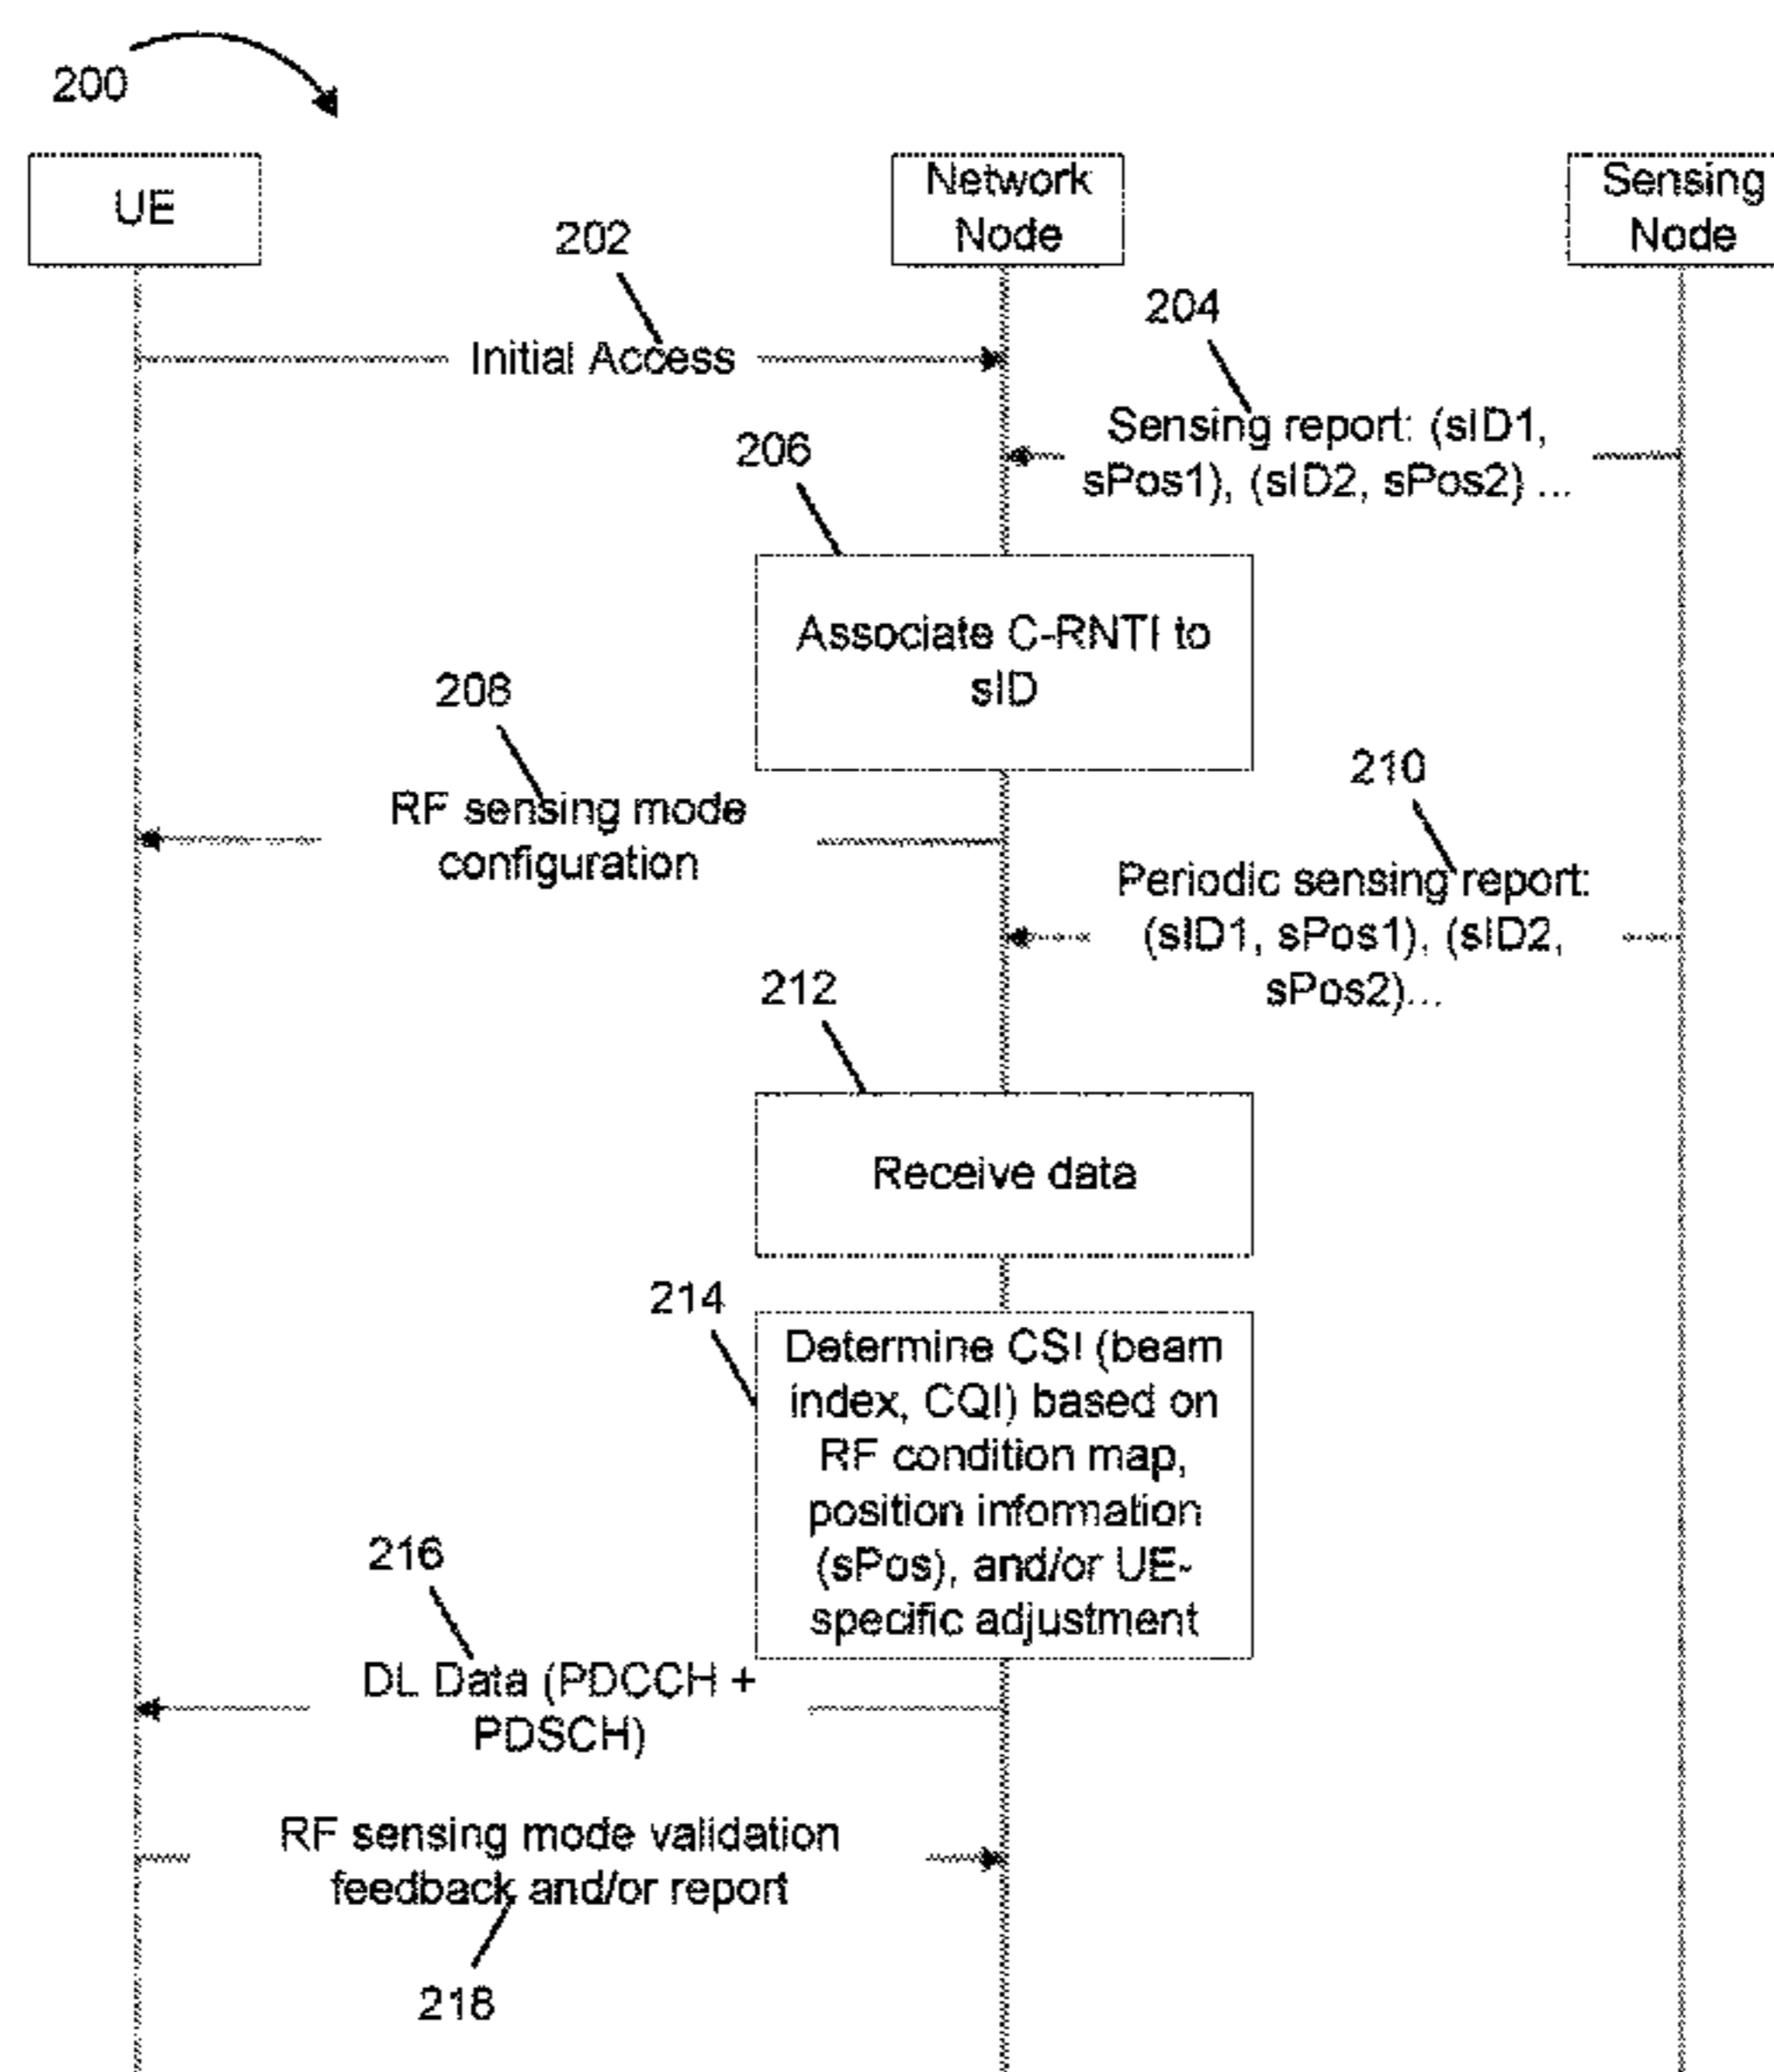 200
UE
Network
Node
Sensing
Node
202
Initial Access
204
Sensing report: (sID1,
sPos1), (sID2, sPos2) ...
206
Associate C-RNTI to
sID
208
RF sensing mode
configuration
210
Periodic sensing report:
(sID1, sPos1), (sID2,
sPos2)...
212
Receive data
214
Determine CSI (beam
index, CQI) based on
RF condition map,
position information
(sPos), and/or UE-
specific adjustment
216
DL Data (PDCCH +
PDSCH)
RF sensing mode validation
feedback and/or report
218